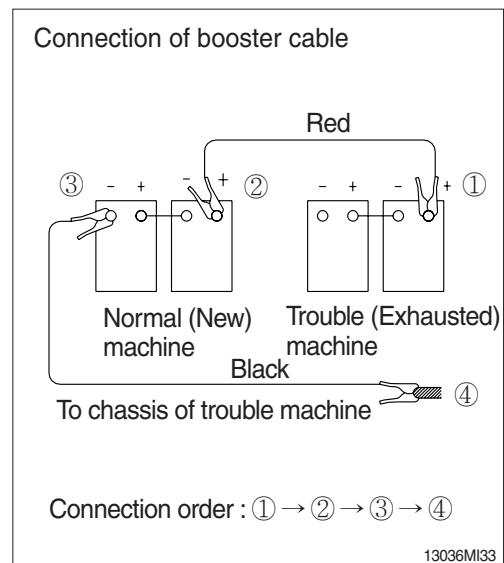 Connection of booster cable
Red
③ - + - + ② - + - + ①
Normal (New)
machine
Trouble (Exhausted)
machine
Black
④
To chassis of trouble machine
Connection order : ① → ② → ③ → ④
13036MI33